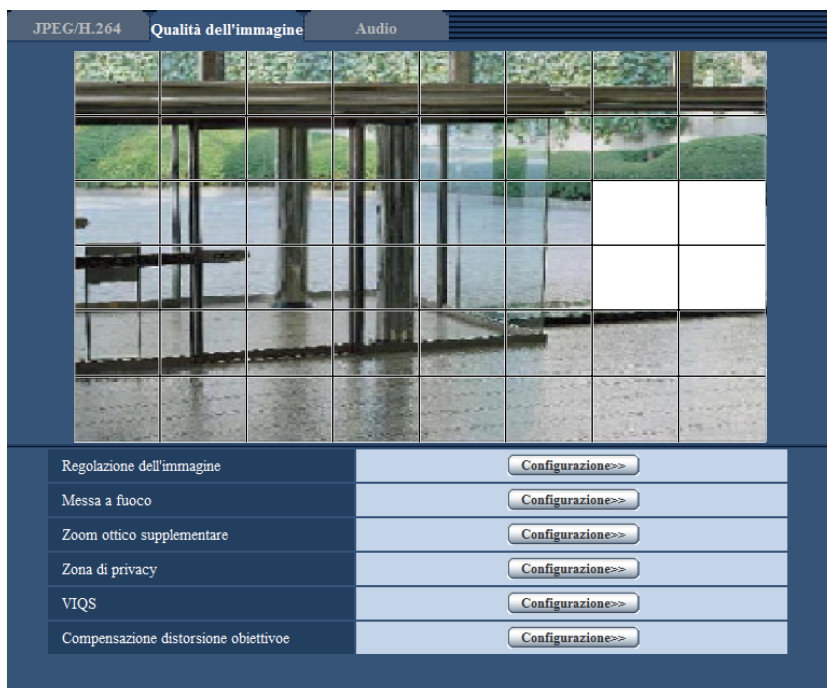 JPEG/H.264 Qualità dell'immagine Audio
Regolazione dell'immagine Configurazione>>
Messa a fuoco Configurazione>>
Zoom ottico supplementare Configurazione>>
Zona di privacy Configurazione>>
VIQS Configurazione>>
Compensazione distorsione obiettivoe Configurazione>>